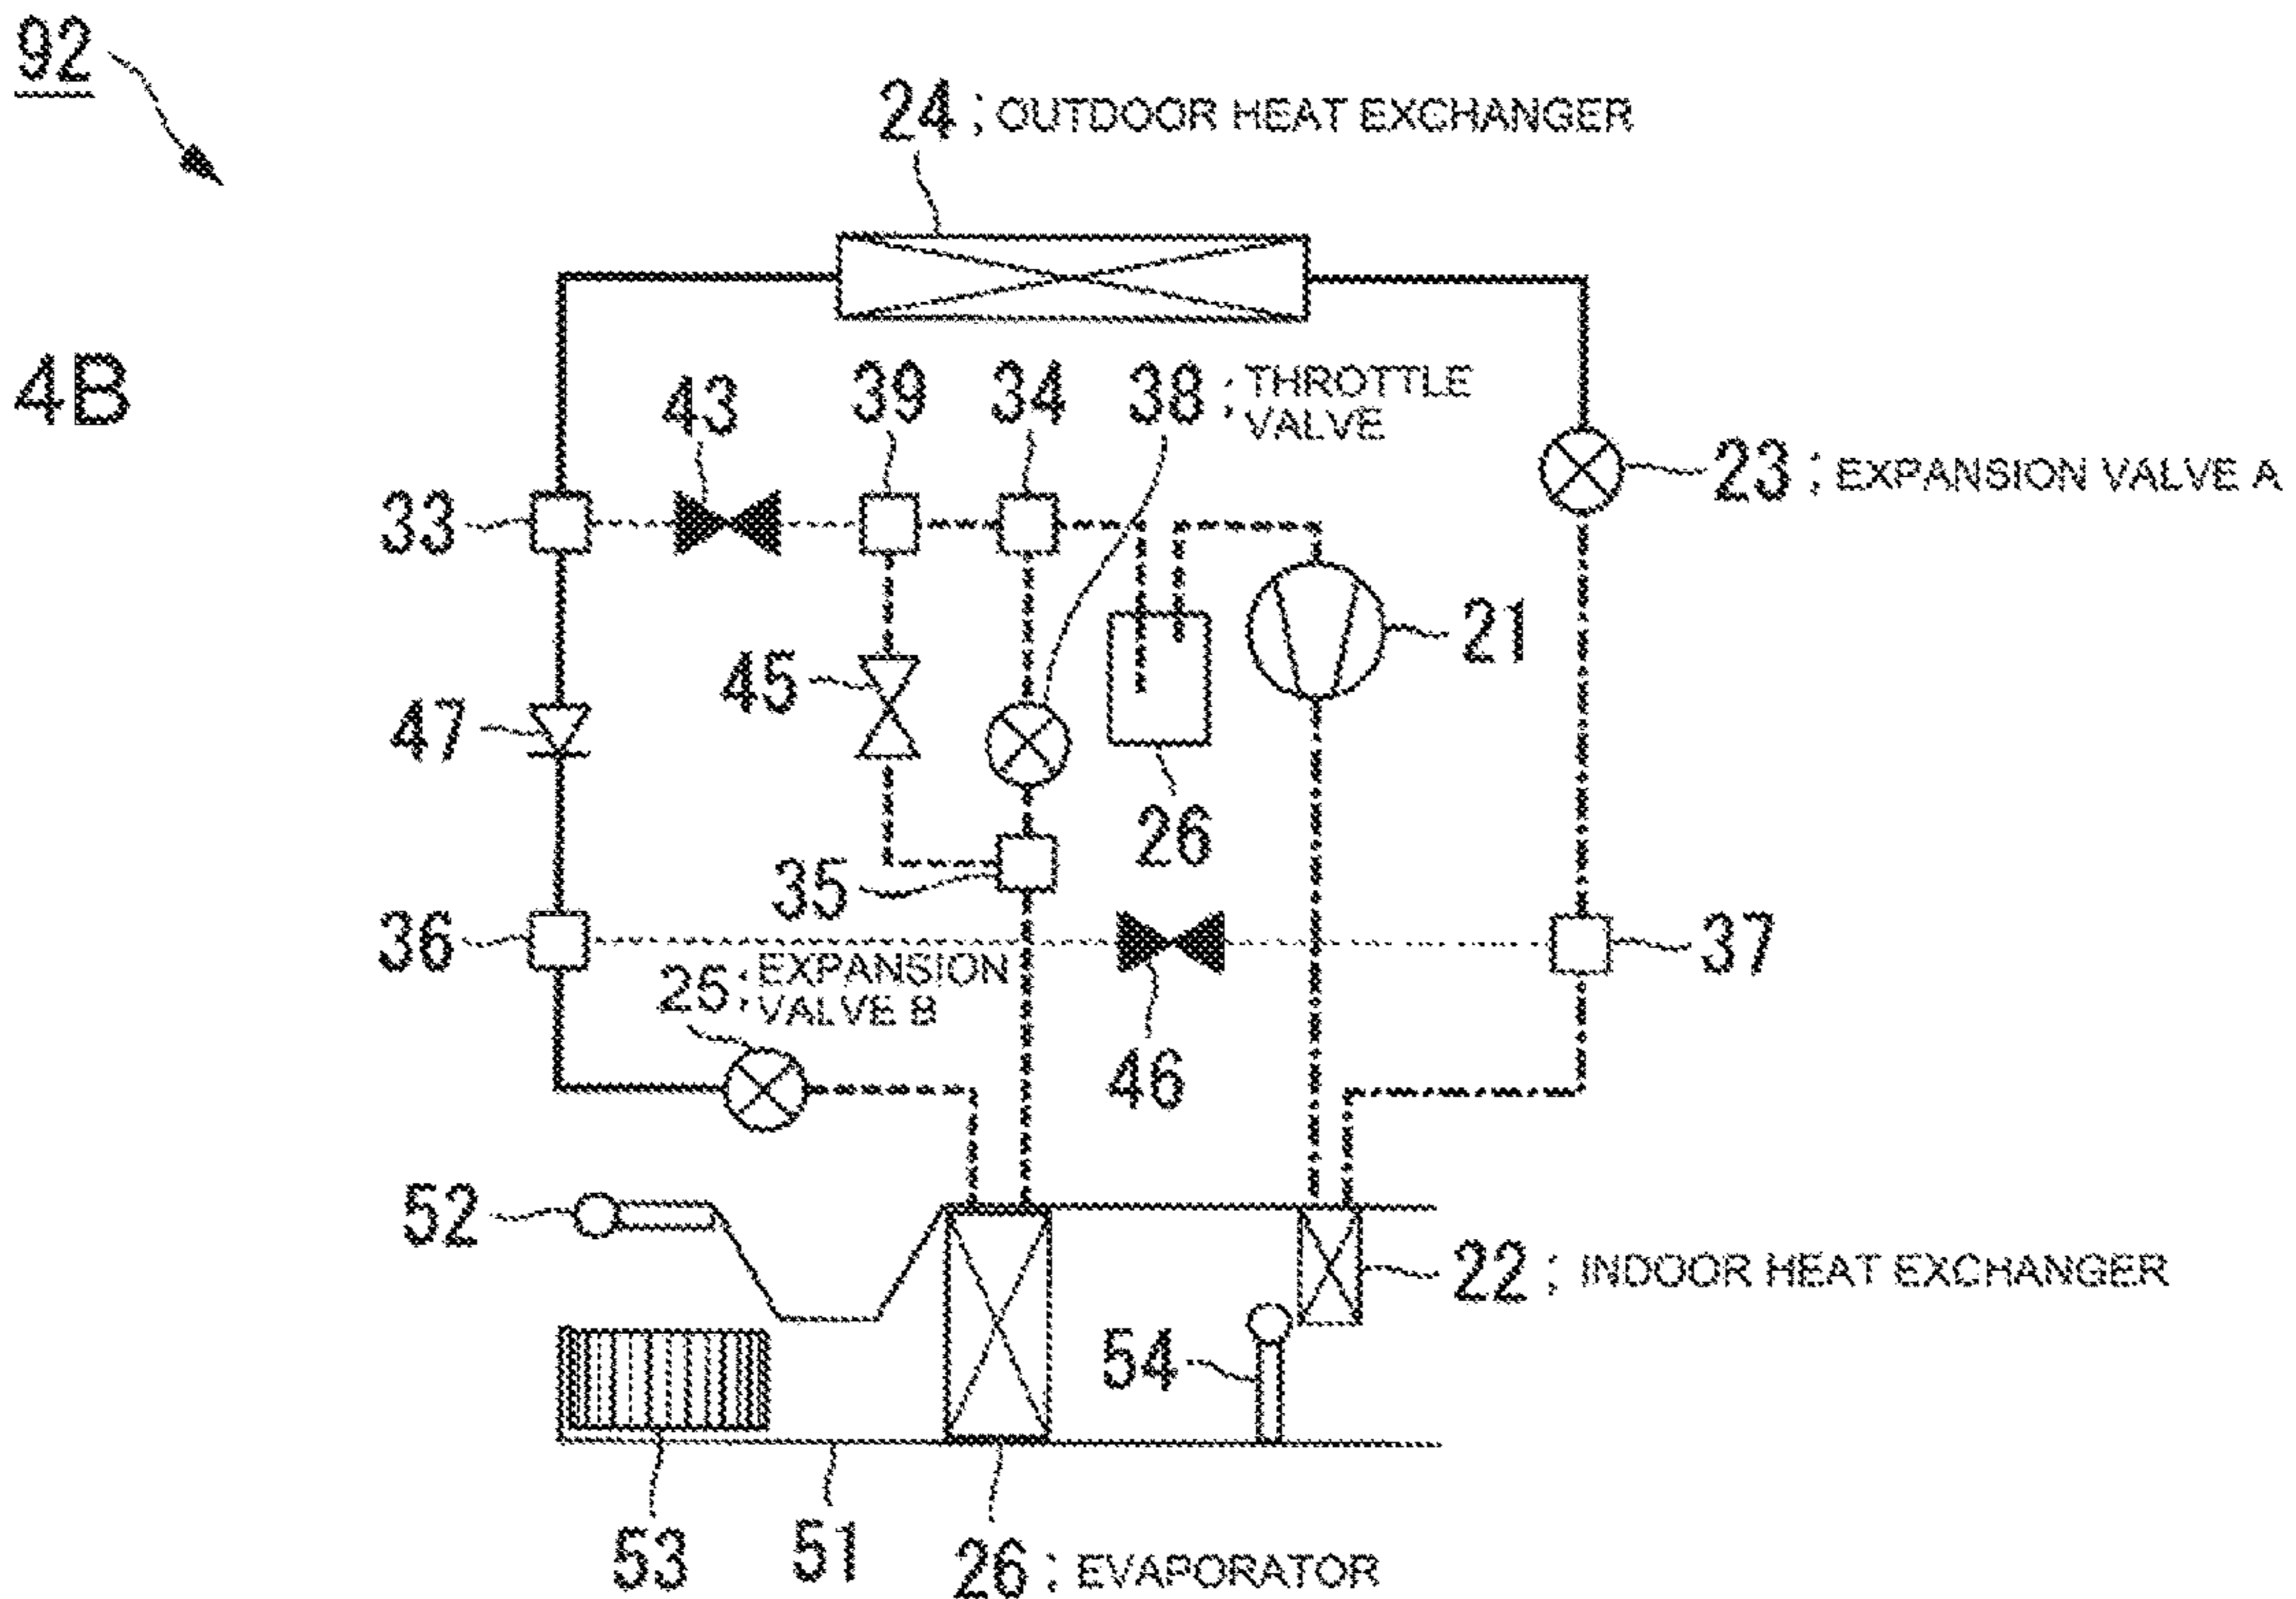 92
24 ; OUTDOOR HEAT EXCHANGER
4B
43
39
34
38 ; THROTTLE
VALVE
33
23 ; EXPANSION VALVE A
45
21
47
26
35
36
37
25 ; EXPANSION
VALVE B
46
52
22 ; INDOOR HEAT EXCHANGER
54
53
51
26 ; EVAPORATOR